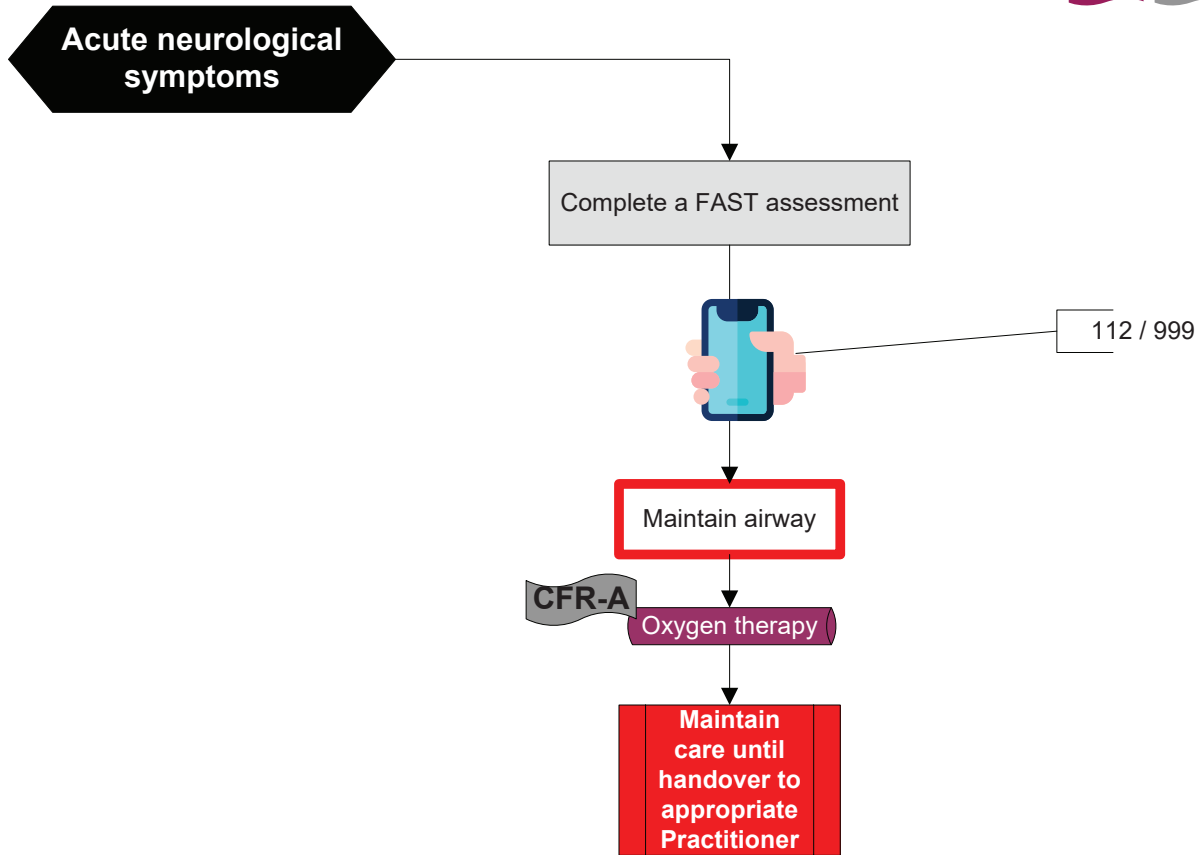 Acute neurological
symptoms
Complete a FAST assessment
112 / 999
Maintain airway
CFR-A
Oxygen therapy
Maintain
care until
handover to
appropriate
Practitioner